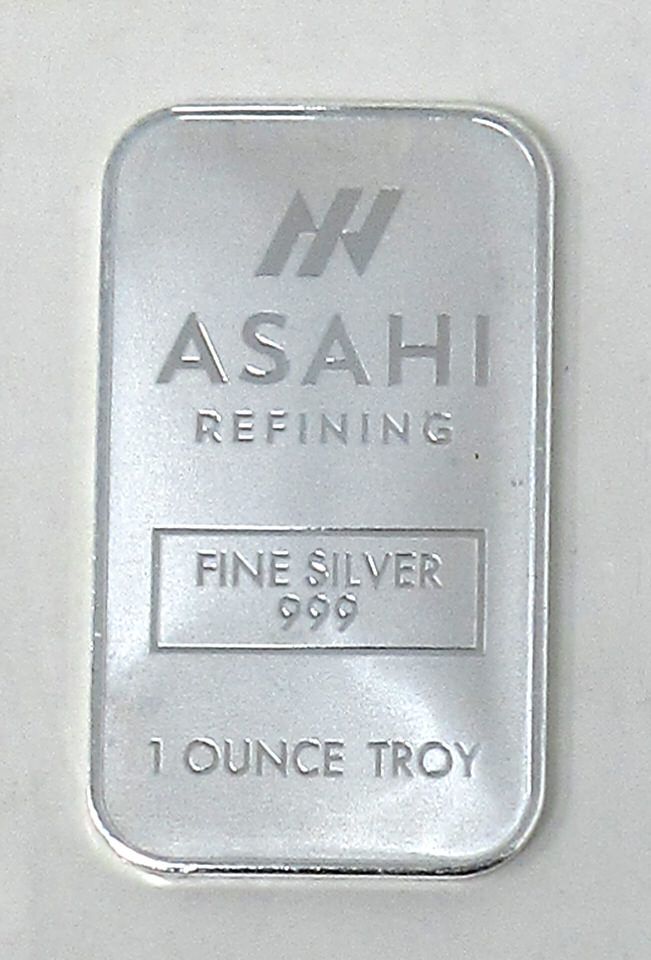 ASAHI
REFINING
FINE SILVER
999
1 OUNCE TROY